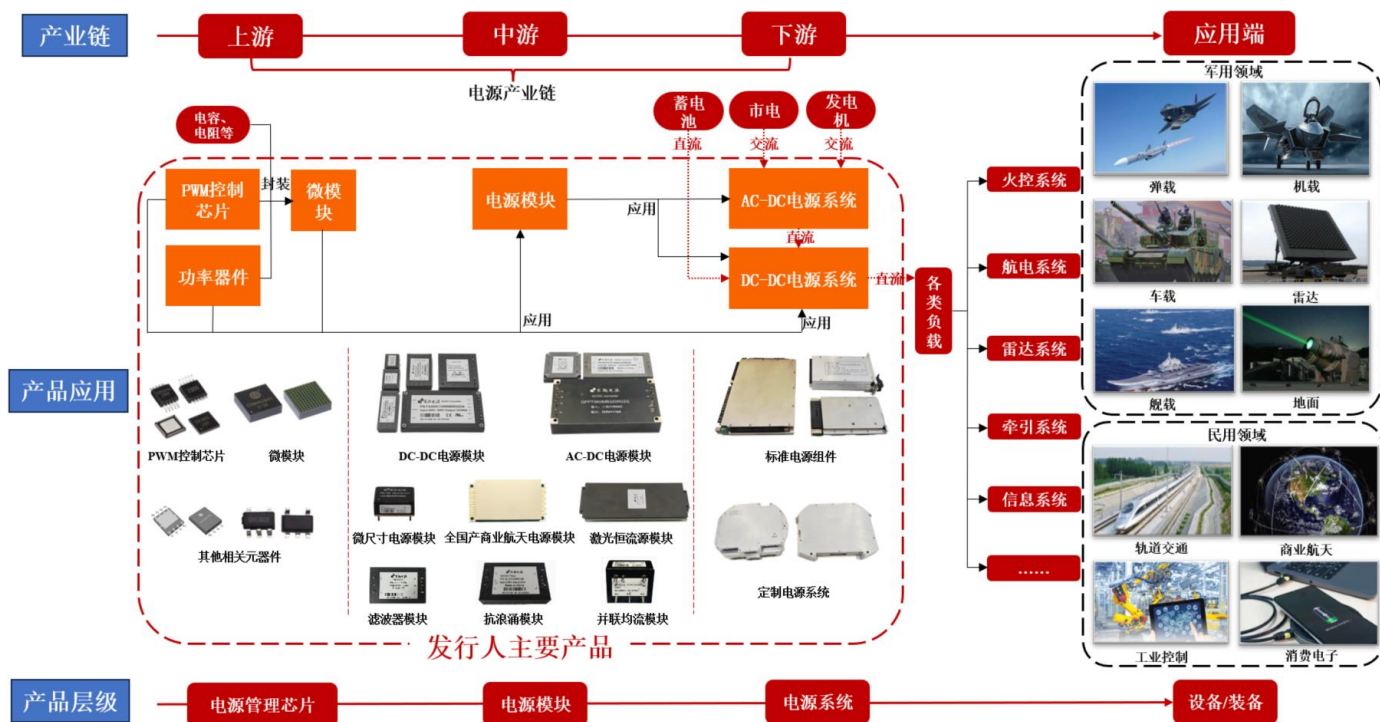 产业链
上游
中游
下游
应用端
电源产业链
军用领域
电容、
电阻等
蓄电
池
市电
发电
机
直流
交流
交流
PWM控制
芯片
封装
微模
块
功率器件
电源模块
应用
AC-DC电源系统
直流
DC-DC电源系统
直流
应用
应用
各
类
负
载
火控系统
航电系统
雷达系统
牵引系统
信息系统
......
弹载
机载
车载
雷达
舰载
地面
民用领域
轨道交通
商业航天
工业控制
消费电子
产品应用
PWM控制芯片
微模块
其他相关元器件
DC-DC电源模块
AC-DC电源模块
微尺寸电源模块
全国产商业航天电源模块
激光恒流源模块
滤波器模块
抗浪涌模块
并联均流模块
标准电源组件
定制电源系统
发行人主要产品
产品层级
电源管理芯片
电源模块
电源系统
设备/装备